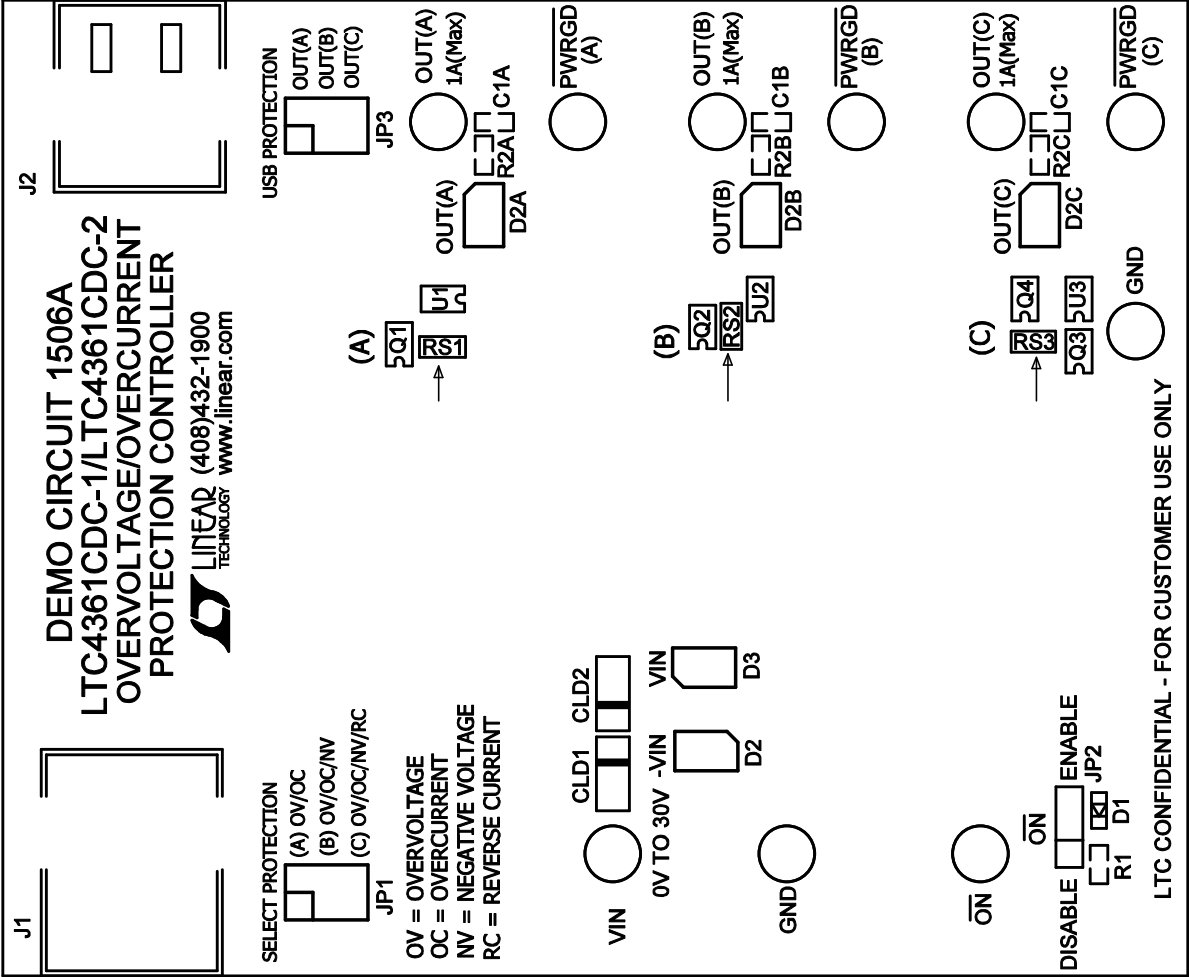 DEMO CIRCUIT 1506A
LTC4361CDC-1/LTC4361CDC-2
OVERVOLTAGE/OVERCURRENT
PROTECTION CONTROLLER
LINEAR
TECHNOLOGY
(408)432-1900
www.linear.com
J1
J2
SELECT PROTECTION
(A) OV/OC
(B) OV/OC/NV
(C) OV/OC/NV/RC
JP1
OV = OVERVOLTAGE
OC = OVERCURRENT
NV = NEGATIVE VOLTAGE
RC = REVERSE CURRENT
USB PROTECTION
OUT(A)
OUT(B)
OUT(C)
JP3
(A)
Q1
RS1
U1
OUT(A)
D2A
R2A
C1A
OUT(A)
1A(Max)
PWRGD
(A)
CLD1
CLD2
VIN
0V TO 30V
-VIN
D2
VIN
D3
(B)
Q2
RS2
U2
OUT(B)
D2B
R2B
C1B
OUT(B)
1A(Max)
PWRGD
(B)
GND
(C)
Q4
RS3
Q3
U3
OUT(C)
D2C
R2C
C1C
OUT(C)
1A(Max)
PWRGD
(C)
GND
ON
ON
DISABLE
ENABLE
JP2
R1
D1
LTC CONFIDENTIAL - FOR CUSTOMER USE ONLY